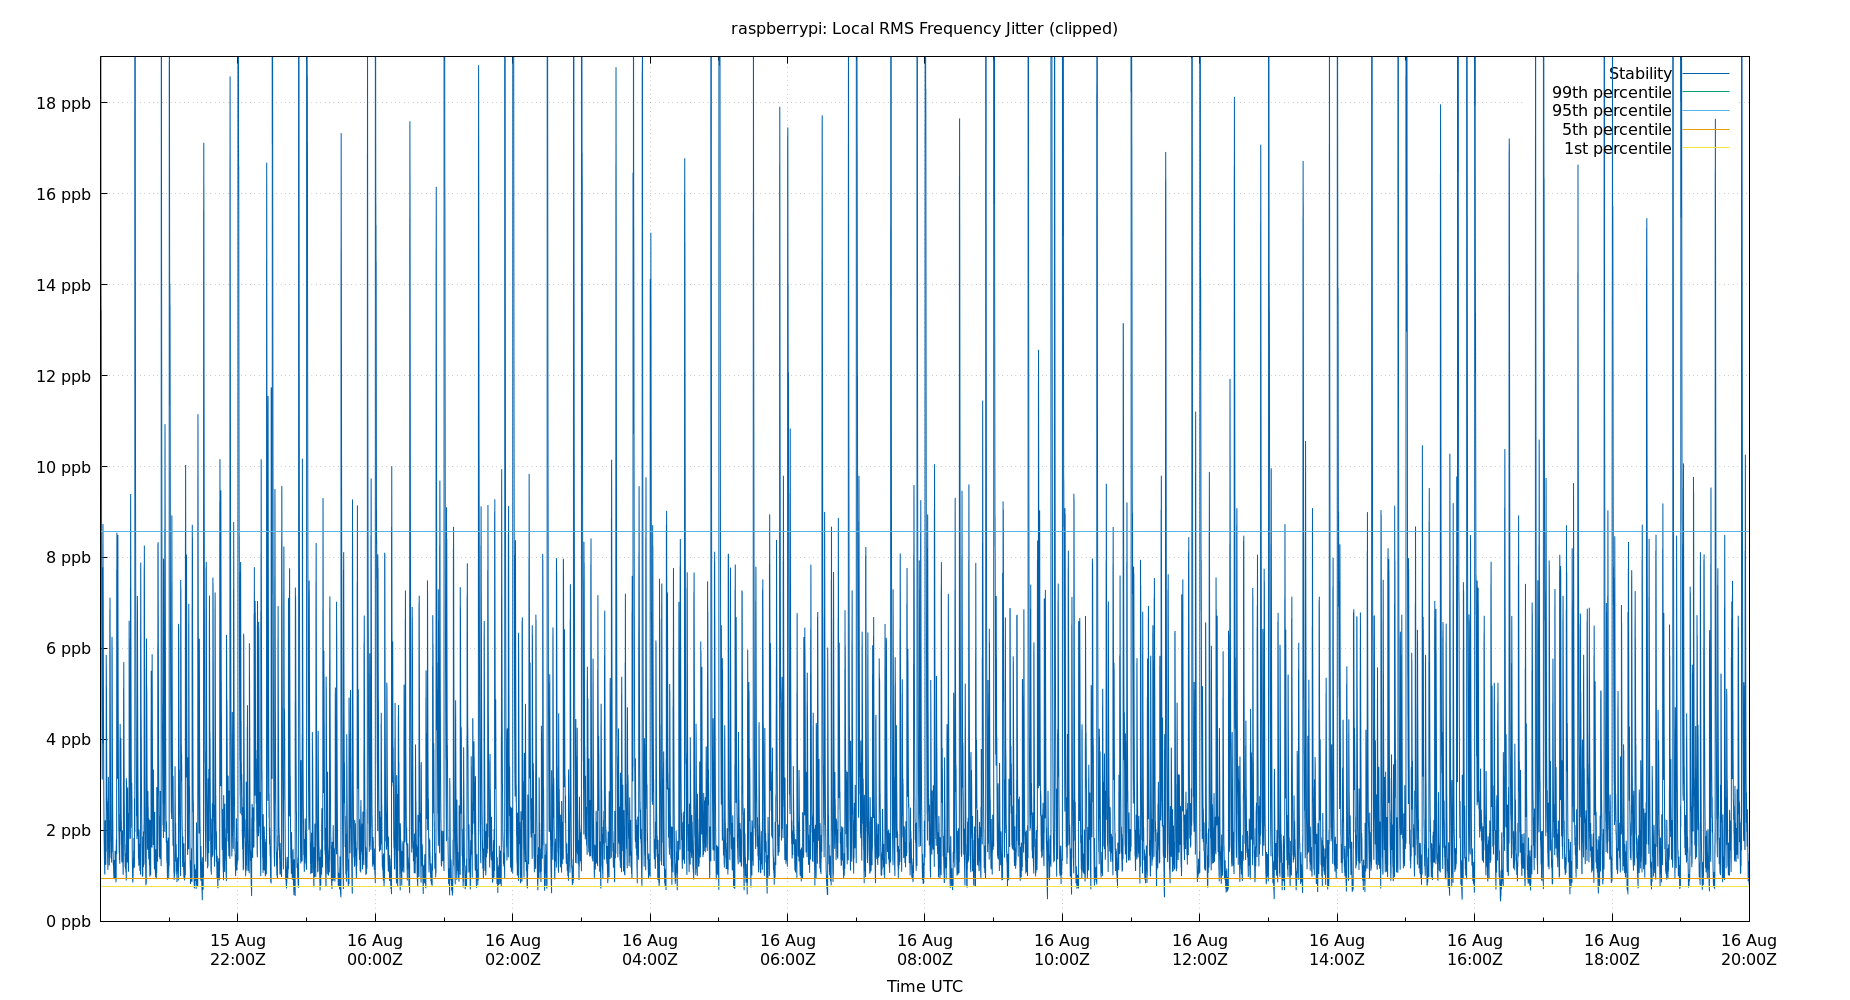 raspberrypi: Local RMS Frequency Jitter (clipped)
Stability
99th percentile
95th percentile
5th percentile
1st percentile
18 ppb
16 ppb
14 ppb
12 ppb
10 ppb
8 ppb
6 ppb
4 ppb
2 ppb
0 ppb
15 Aug 16 Aug 16 Aug 16 Aug 16 Aug 16 Aug 16 Aug 16 Aug 16 Aug 16 Aug 16 Aug 16 Aug
22:00Z 00:00Z 02:00Z 04:00Z 06:00Z 08:00Z 10:00Z 12:00Z 14:00Z 16:00Z 18:00Z 20:00Z
Time UTC